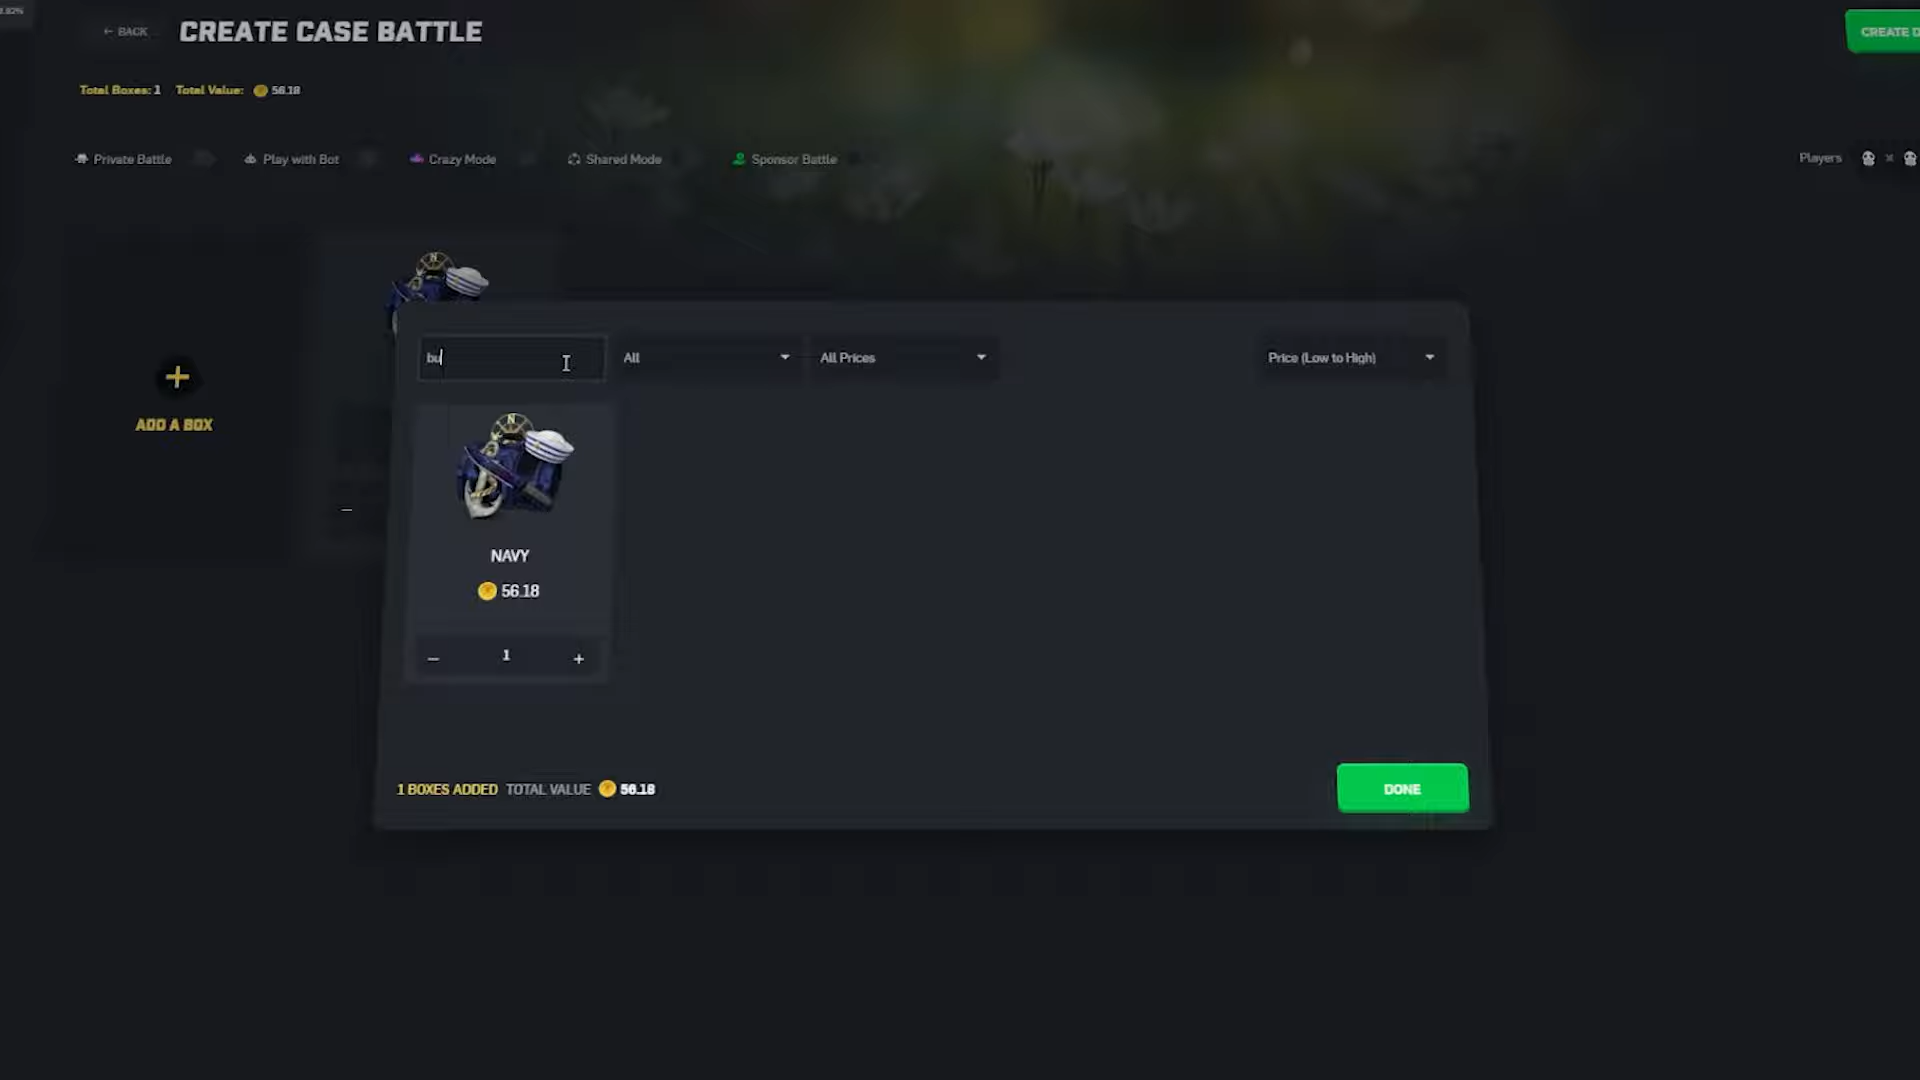 ← BACK
CREATE CASE BATTLE
CREATE
Total Boxes: 1 Total Value: 56.18
Private Battle
Play with Bot
Crazy Mode
Shared Mode
Sponsor Battle
Players
×
N
bu
All
All Prices
Price (Low to High)
+
ADD A BOX
N
NAVY
56.18
–
– 1 +
1 BOXES ADDED TOTAL VALUE 56.18
DONE